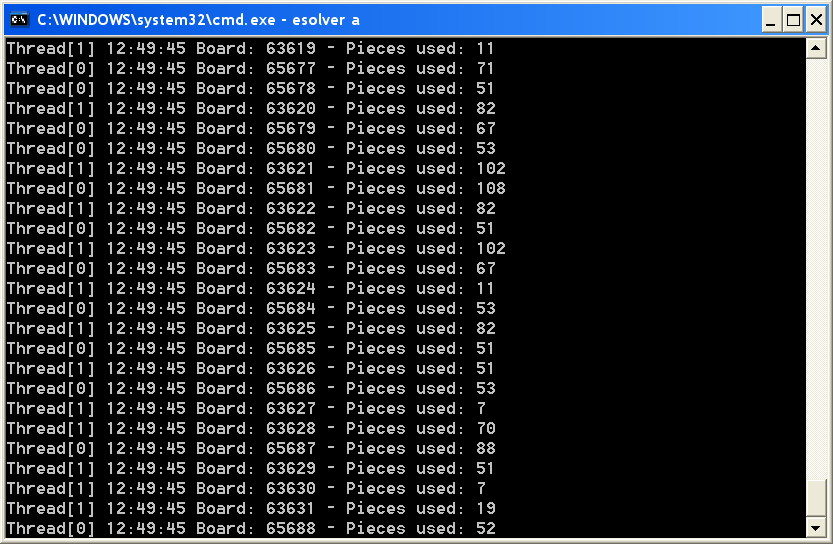 C:\WINDOWS\system32\cmd.exe - esolver a
Thread[1] 12:49:45 Board: 63619 - Pieces used: 11
Thread[0] 12:49:45 Board: 65677 - Pieces used: 71
Thread[0] 12:49:45 Board: 65678 - Pieces used: 51
Thread[1] 12:49:45 Board: 63620 - Pieces used: 82
Thread[0] 12:49:45 Board: 65679 - Pieces used: 67
Thread[0] 12:49:45 Board: 65680 - Pieces used: 53
Thread[1] 12:49:45 Board: 63621 - Pieces used: 102
Thread[0] 12:49:45 Board: 65681 - Pieces used: 108
Thread[1] 12:49:45 Board: 63622 - Pieces used: 82
Thread[0] 12:49:45 Board: 65682 - Pieces used: 51
Thread[1] 12:49:45 Board: 63623 - Pieces used: 102
Thread[0] 12:49:45 Board: 65683 - Pieces used: 67
Thread[1] 12:49:45 Board: 63624 - Pieces used: 11
Thread[0] 12:49:45 Board: 65684 - Pieces used: 53
Thread[1] 12:49:45 Board: 63625 - Pieces used: 82
Thread[0] 12:49:45 Board: 65685 - Pieces used: 51
Thread[1] 12:49:45 Board: 63626 - Pieces used: 51
Thread[0] 12:49:45 Board: 65686 - Pieces used: 53
Thread[1] 12:49:45 Board: 63627 - Pieces used: 7
Thread[1] 12:49:45 Board: 63628 - Pieces used: 70
Thread[0] 12:49:45 Board: 65687 - Pieces used: 88
Thread[1] 12:49:45 Board: 63629 - Pieces used: 51
Thread[1] 12:49:45 Board: 63630 - Pieces used: 7
Thread[1] 12:49:45 Board: 63631 - Pieces used: 19
Thread[0] 12:49:45 Board: 65688 - Pieces used: 52